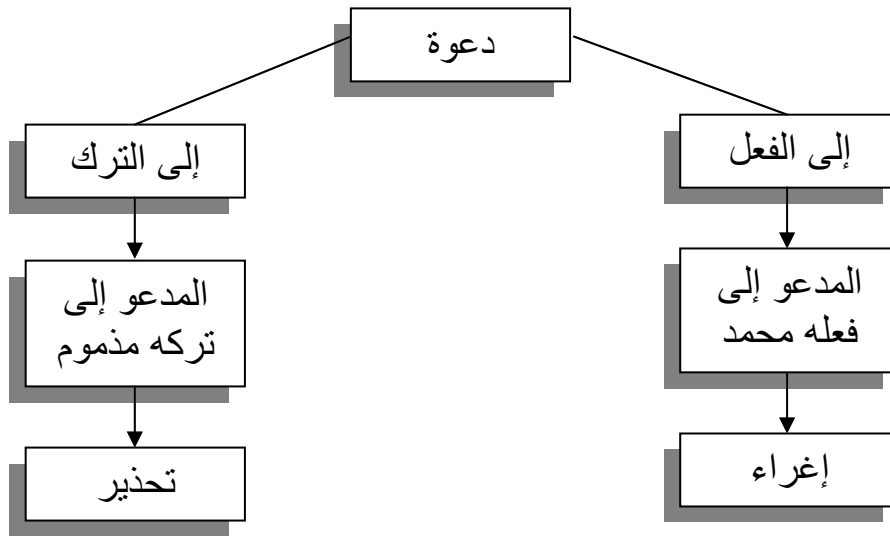 دعوة
إلى الفعل
إلى الترك
المدعو إلى
فعله محمد
المدعو إلى
تركه مذموم
إغراء
تحذير